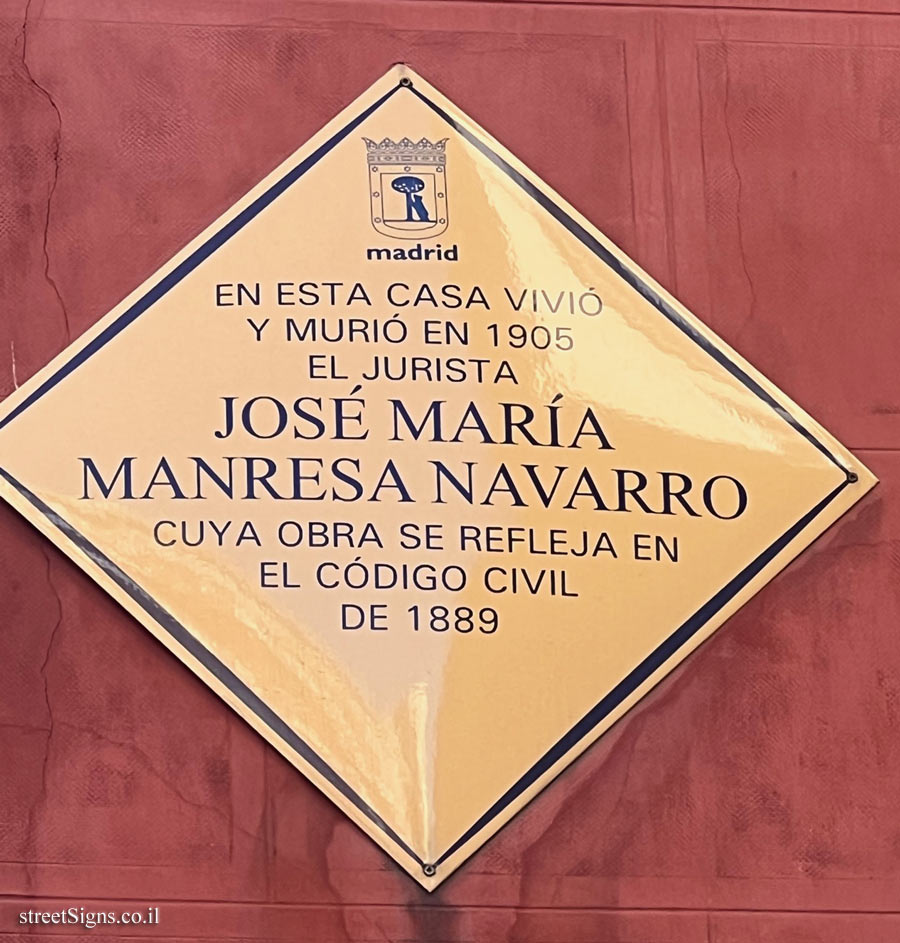 madrid
EN ESTA CASA VIVIÓ
Y MURIÓ EN 1905
EL JURISTA
JOSÉ MARÍA
MANRESA NAVARRO
CUYA OBRA SE REFLEJA EN
EL CÓDIGO CIVIL
DE 1889
streetSigns.co.il